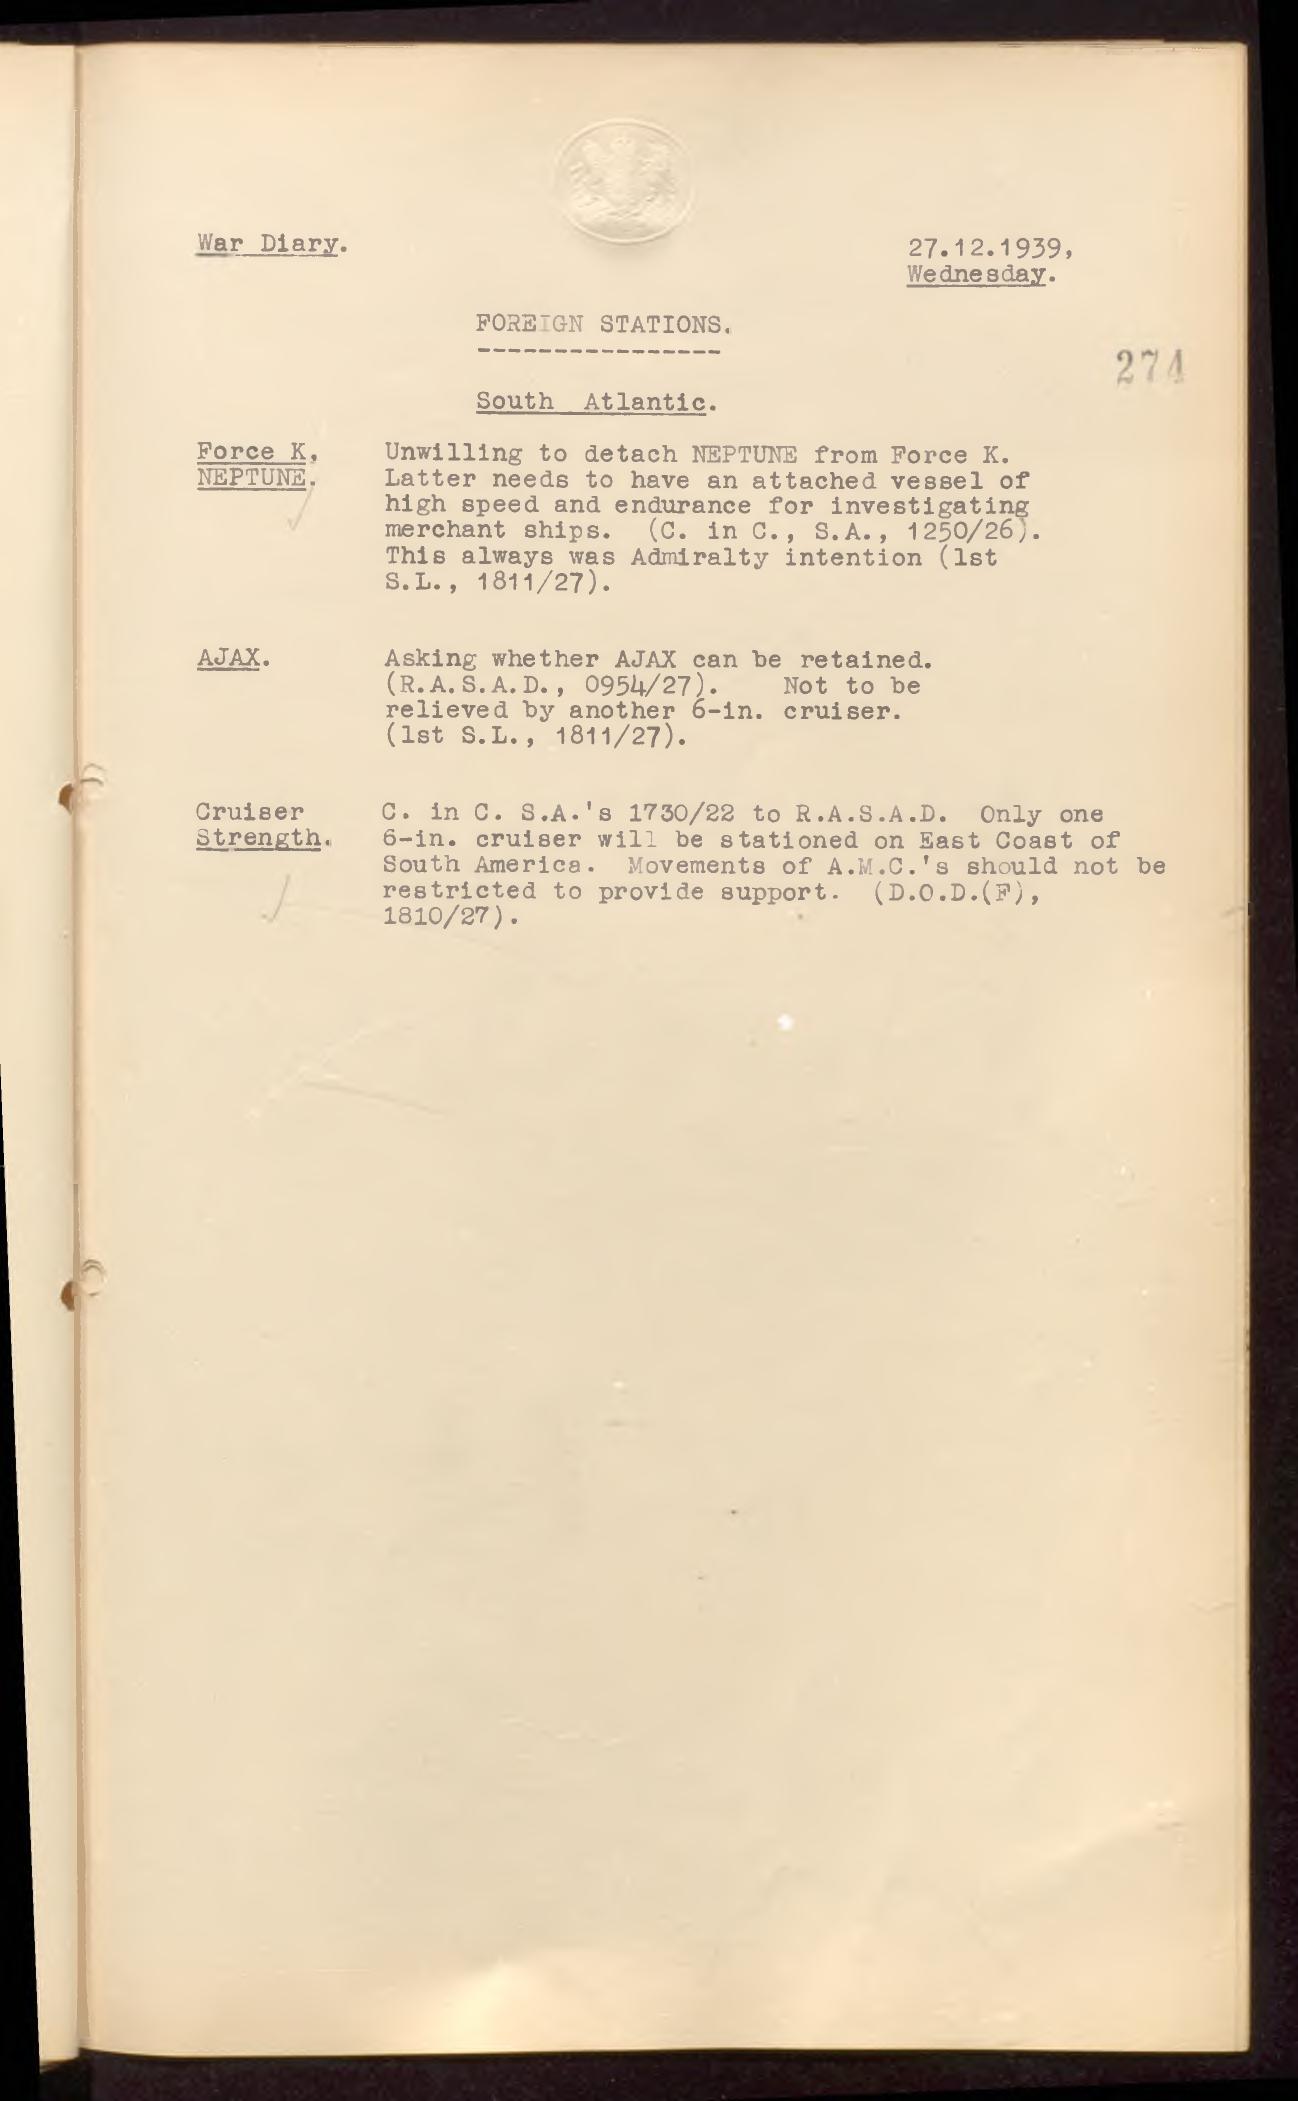 War Diary.
27.12.1939,
Wednesday.
FOREIGN STATIONS.
----------------
274
South Atlantic.
Force K,
NEPTUNE.
Unwilling to detach NEPTUNE from Force K.
Latter needs to have an attached vessel of
high speed and endurance for investigating
merchant ships. (C. in C., S.A., 1250/26).
This always was Admiralty intention (1st
S.L., 1811/27).
AJAX.
Asking whether AJAX can be retained.
(R.A.S.A.D., 0954/27). Not to be
relieved by another 6-in. cruiser.
(1st S.L., 1811/27).
Cruiser
Strength.
C. in C. S.A.'s 1730/22 to R.A.S.A.D. Only one
6-in. cruiser will be stationed on East Coast of
South America. Movements of A.M.C.'s should not be
restricted to provide support. (D.O.D.(F),
1810/27).